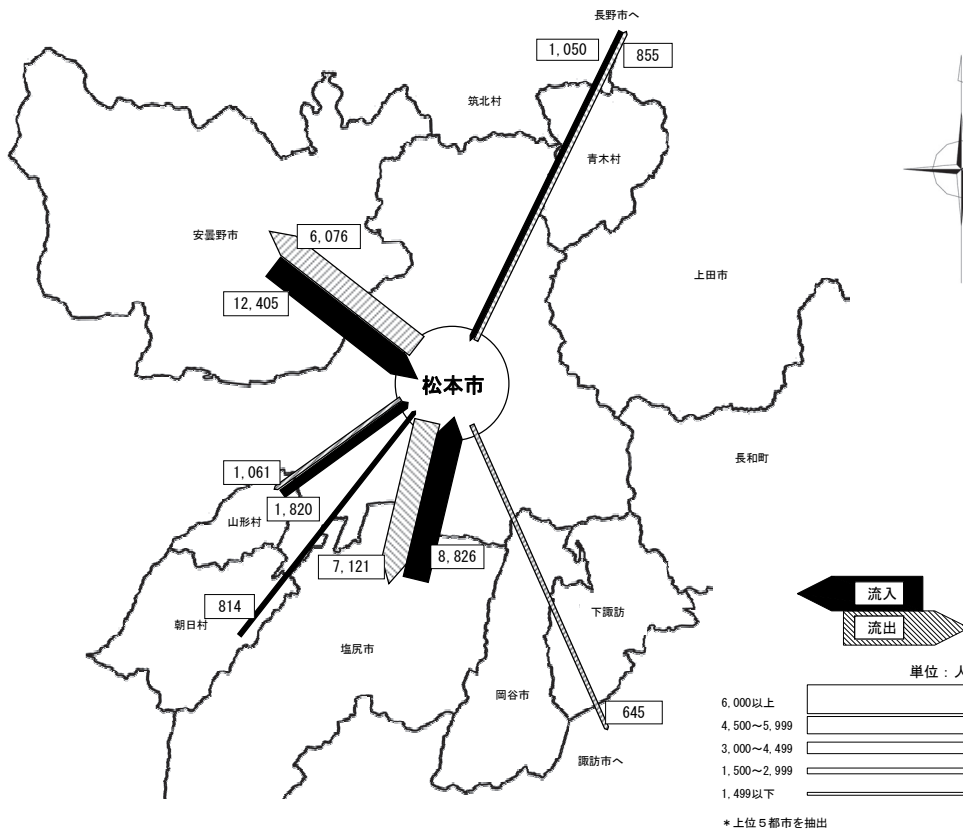 長野市へ
1,050
855
筑北村
青木村
安曇野市
6,076
上田市
12,405
松本市
長和町
1,061
1,820
山形村
7,121
8,826
814
朝日村
塩尻市
下諏訪
岡谷市
645
諏訪市へ
流入
流出
単位：人
6,000以上
4,500～5,999
3,000～4,499
1,500～2,999
1,499以下
*上位５都市を抽出